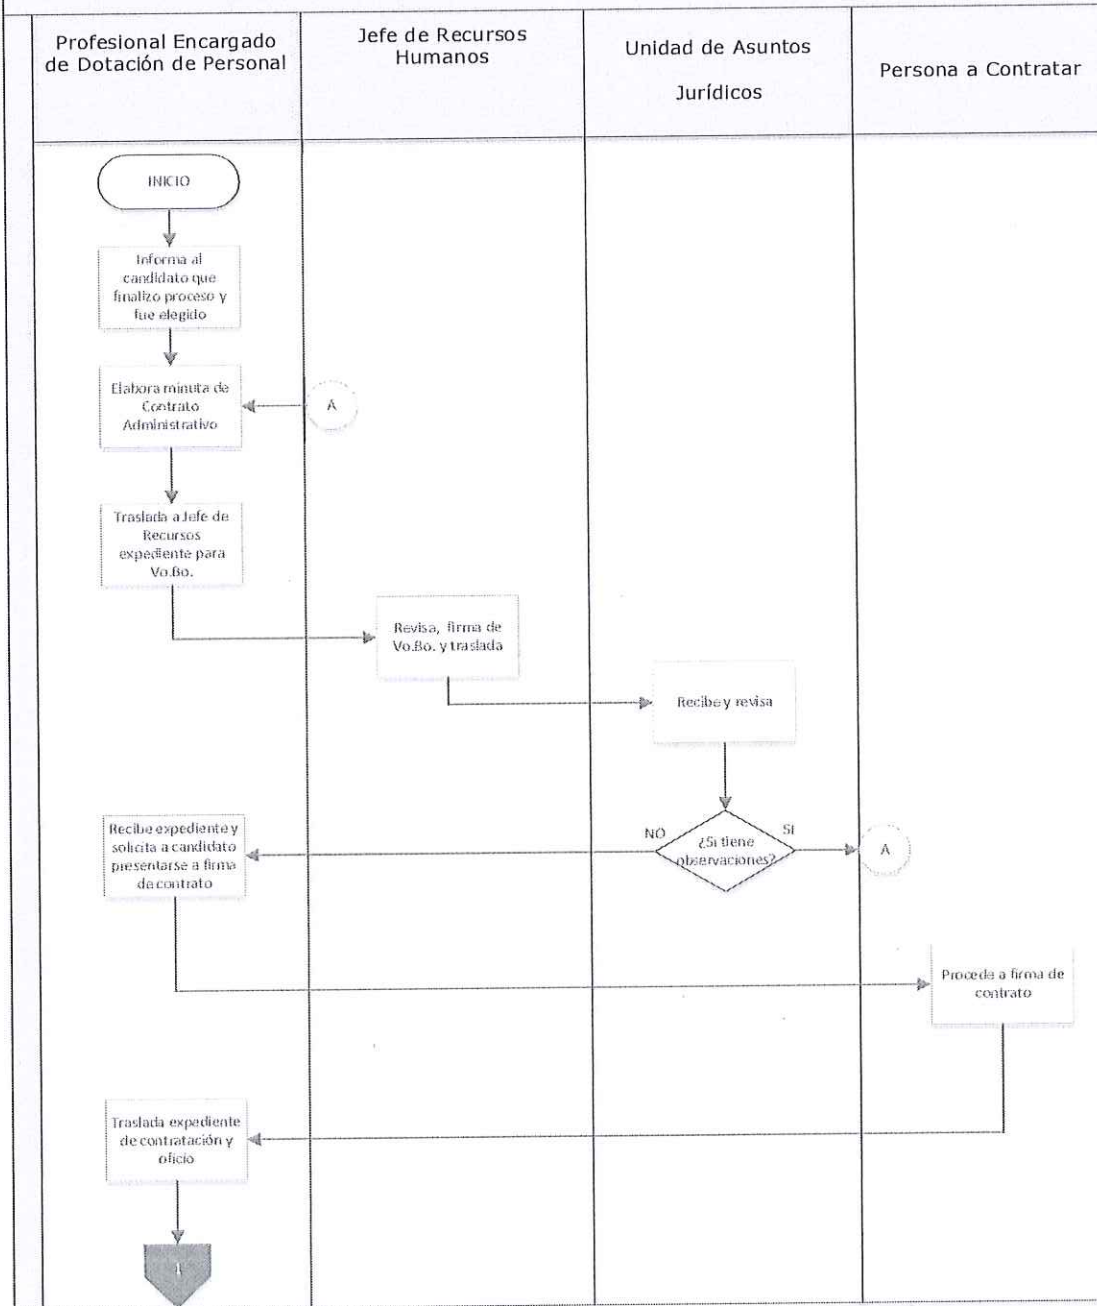 Profesional Encargado
de Dotación de Personal
Jefe de Recursos
Humanos
Unidad de Asuntos
Jurídicos
Persona a Contratar
INICIO
Informa al
candidato que
finalizo proceso y
fue elegido
Elabora minuta de
Contrato
Administrativo
A
Traslada a Jefe de
Recursos
expediente para
Vo.Bo.
Revisa, firma de
Vo.Bo. y traslada
Recibe y revisa
Recibe expediente y
solicita a candidato
presentarse a firma
de contrato
NO
¿Si tiene
observaciones?
SI
A
Procede a firma de
contrato
Traslada expediente
de contratación y
oficio